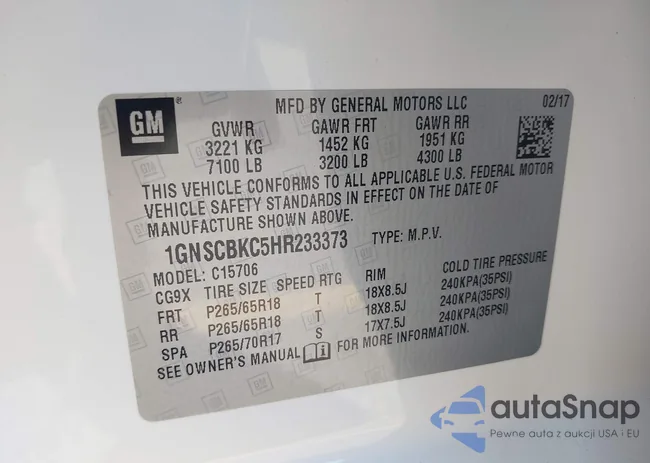 GM
MFD BY GENERAL MOTORS LLC 02/17
GVWR GAWR FRT GAWR RR
3221 KG 1452 KG 1951 KG
7100 LB 3200 LB 4300 LB
THIS VEHICLE CONFORMS TO ALL APPLICABLE U.S. FEDERAL MOTOR
VEHICLE SAFETY STANDARDS IN EFFECT ON THE DATE OF
MANUFACTURE SHOWN ABOVE.
1GNSCBKC5HR233373 TYPE: M.P.V.
MODEL: C15706
CG9X TIRE SIZE SPEED RTG RIM COLD TIRE PRESSURE
FRT P265/65R18 T 18X8.5J 240KPA(35PSI)
RR P265/65R18 T 18X8.5J 240KPA(35PSI)
SPA P265/70R17 S 17X7.5J 240KPA(35PSI)
SEE OWNER'S MANUAL FOR MORE INFORMATION.
autaSnap
Pewne auta z aukcji USA i EU